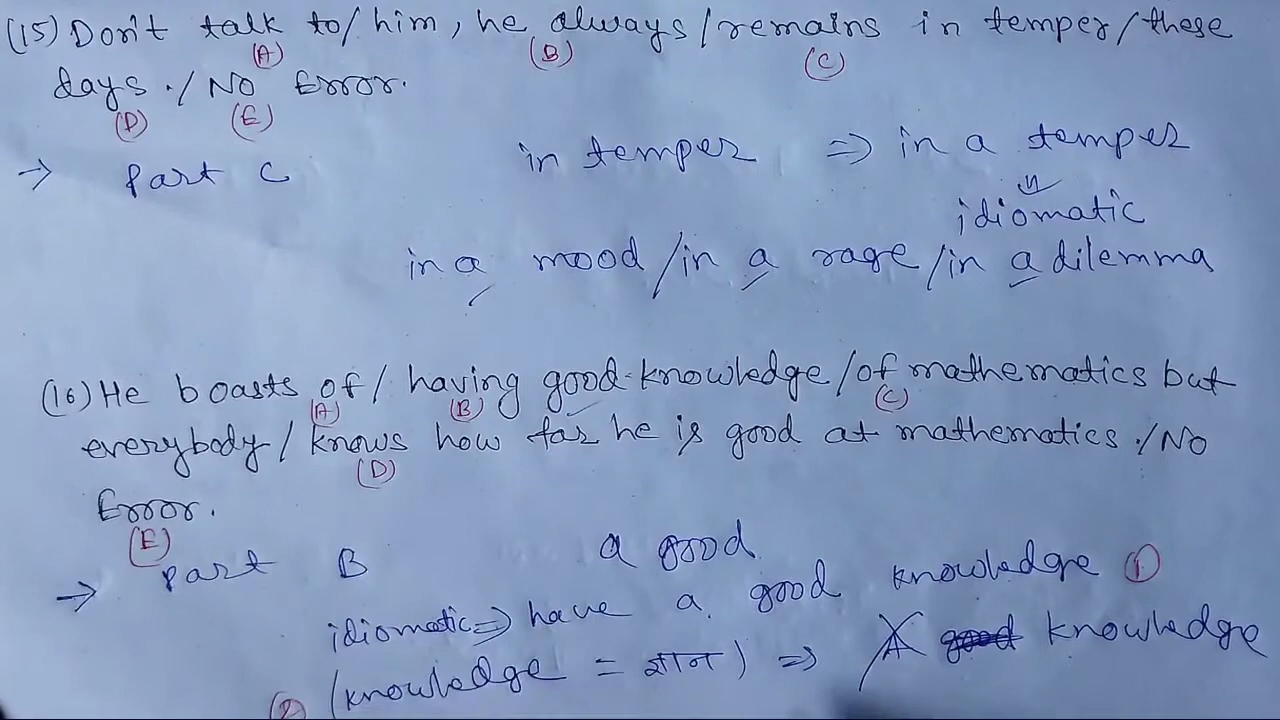 (15) Don't talk to/ him, he always/remains in temper/these
(A) (B) (C)
days./ No Error.
(D) (E)
→ Part C in temper ⇒ in a temper
idiomatic
in a mood/in a rage/in a dilemma
(16) He boasts of/ having good knowledge/of mathematics but
(A) (B) (C)
everybody/ knows how far he is good at mathematics./No
(D)
Error.
(E)
→ Part B a good
idiomatic ⇒ have a good knowledge (1)
(2) (knowledge = ज्ञान) ⇒ A good knowledge